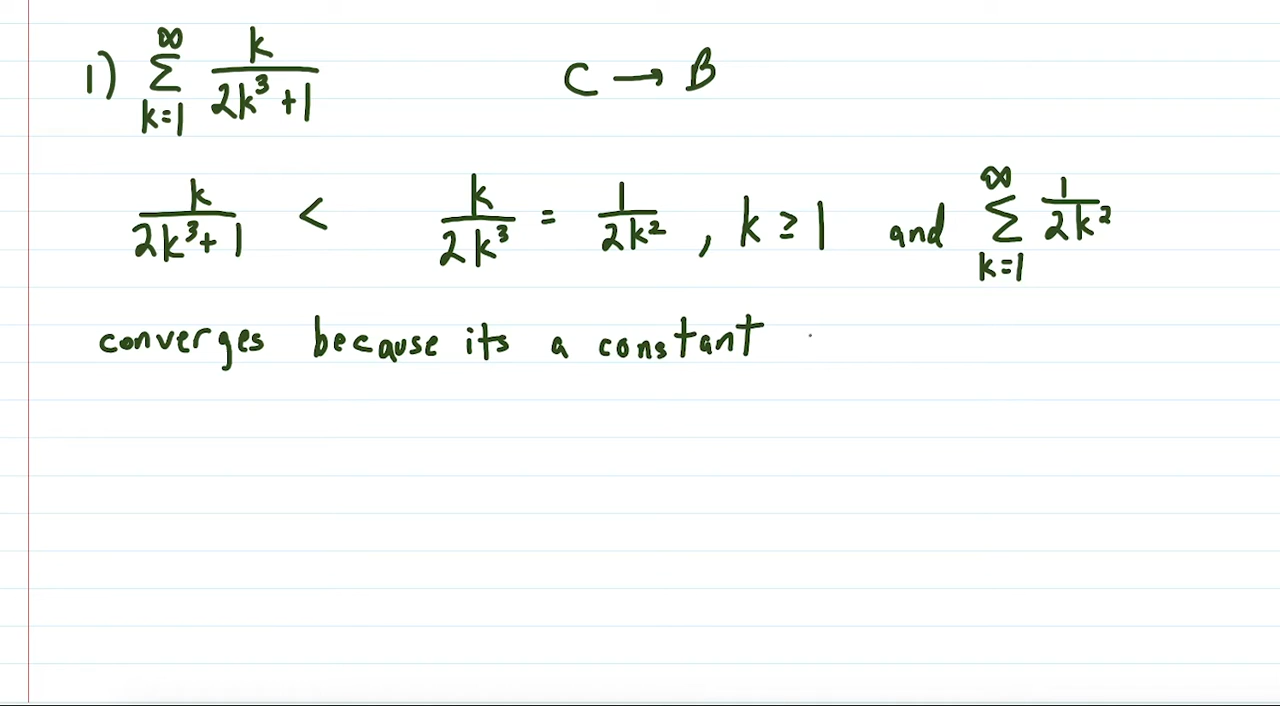 1) ∑_{k=1}^{∞} k/(2k³+1) C → B
k/(2k³+1) < k/(2k³) = 1/(2k²), k ≥ 1 and ∑_{k=1}^{∞} 1/(2k²)
converges because its a constant